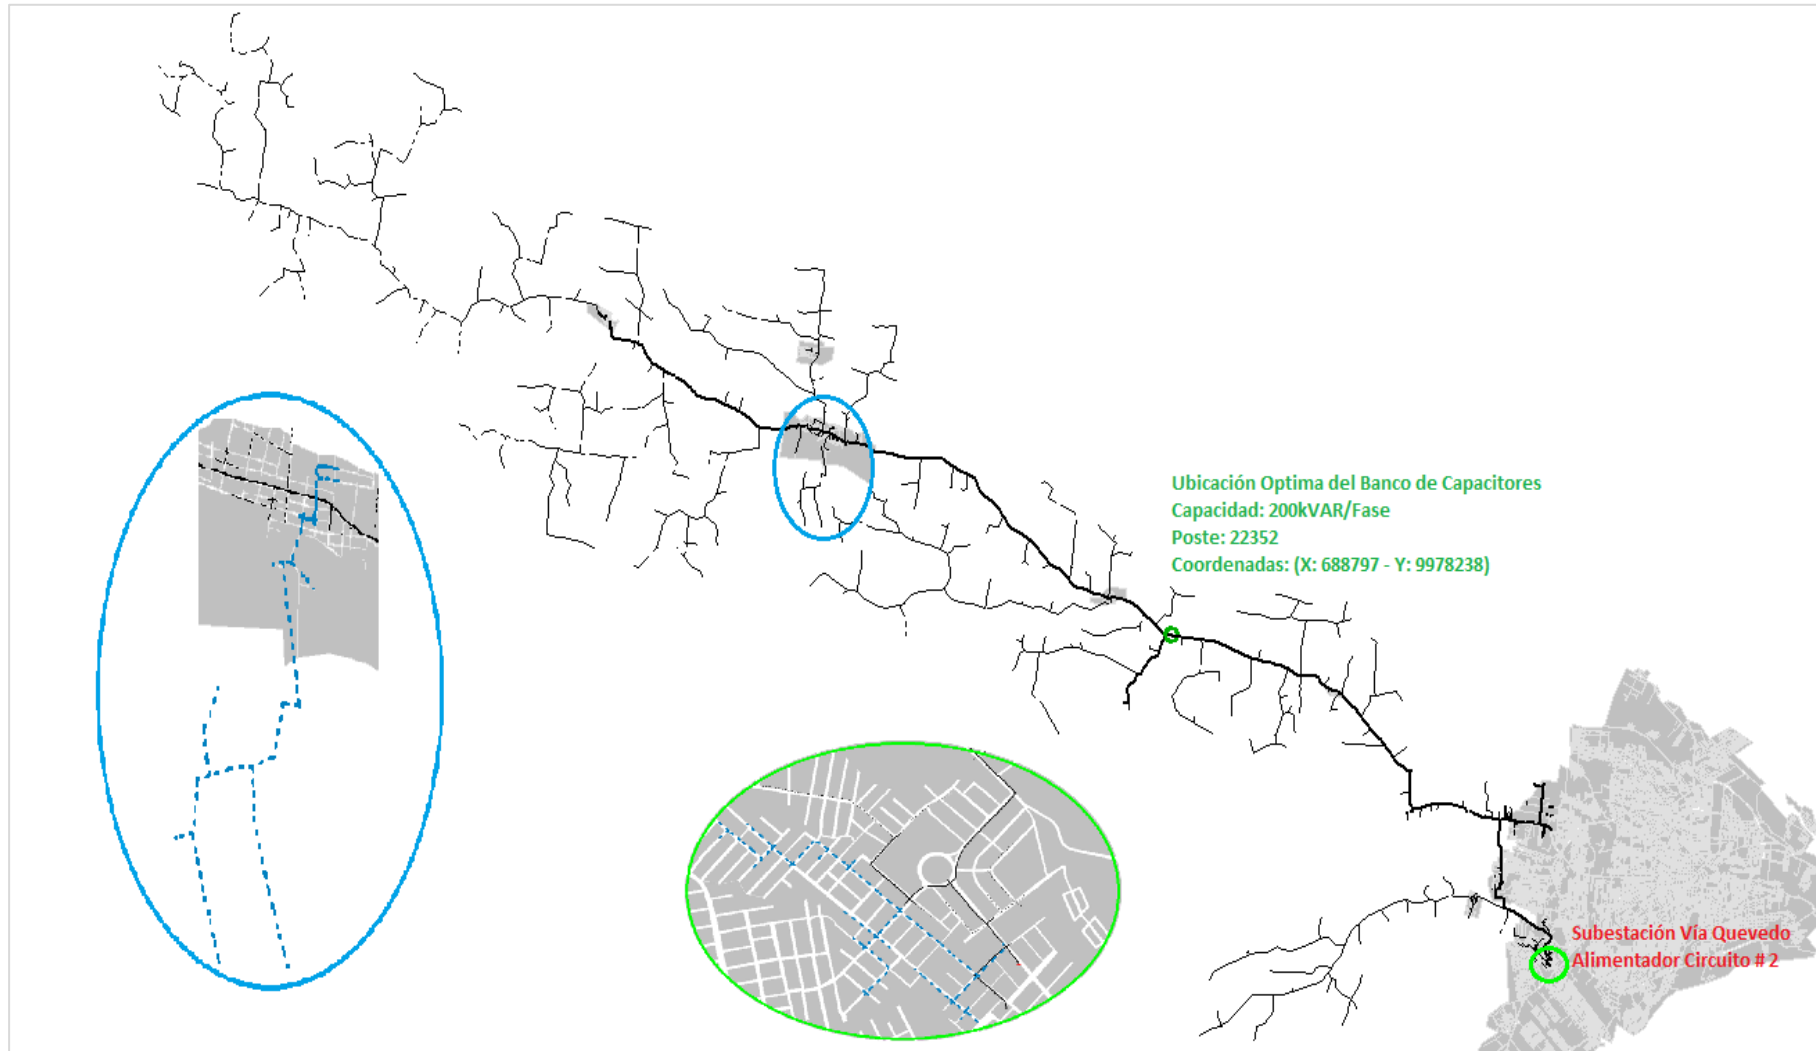 Ubicación Optima del Banco de Capacitores
Capacidad: 200kVAR/Fase
Poste: 22352
Coordenadas: (X: 688797 - Y: 9978238)
Subestación Vía Quevedo
Alimentador Circuito # 2